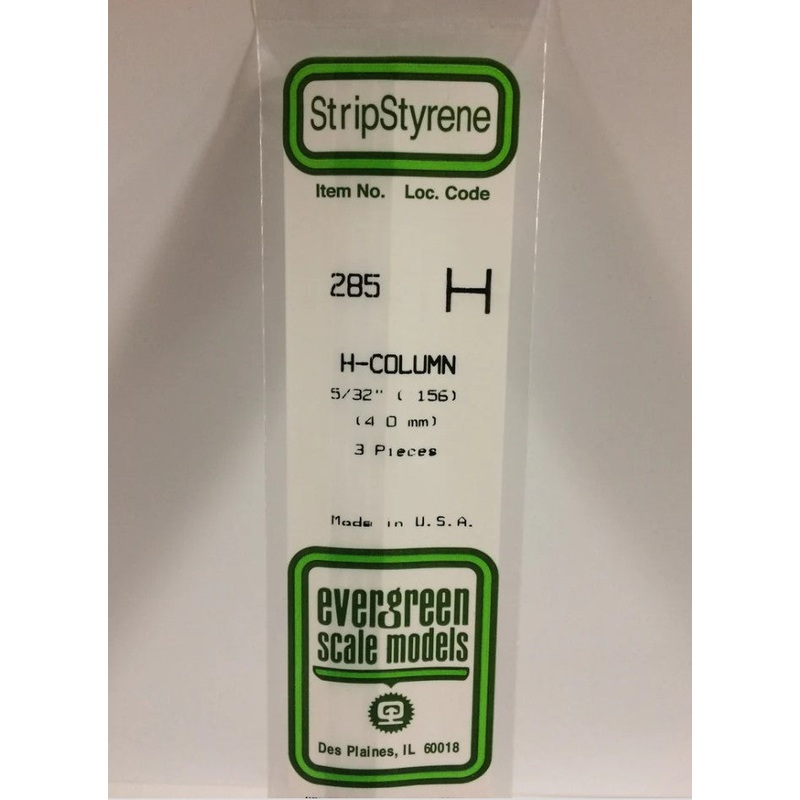 StripStyrene
Item No. Loc. Code
285 H
H-COLUMN
5/32" ( 156)
(4 0 mm)
3 Pieces
Made in U.S.A.
evergreen
scale models
Des Plaines, IL 60018